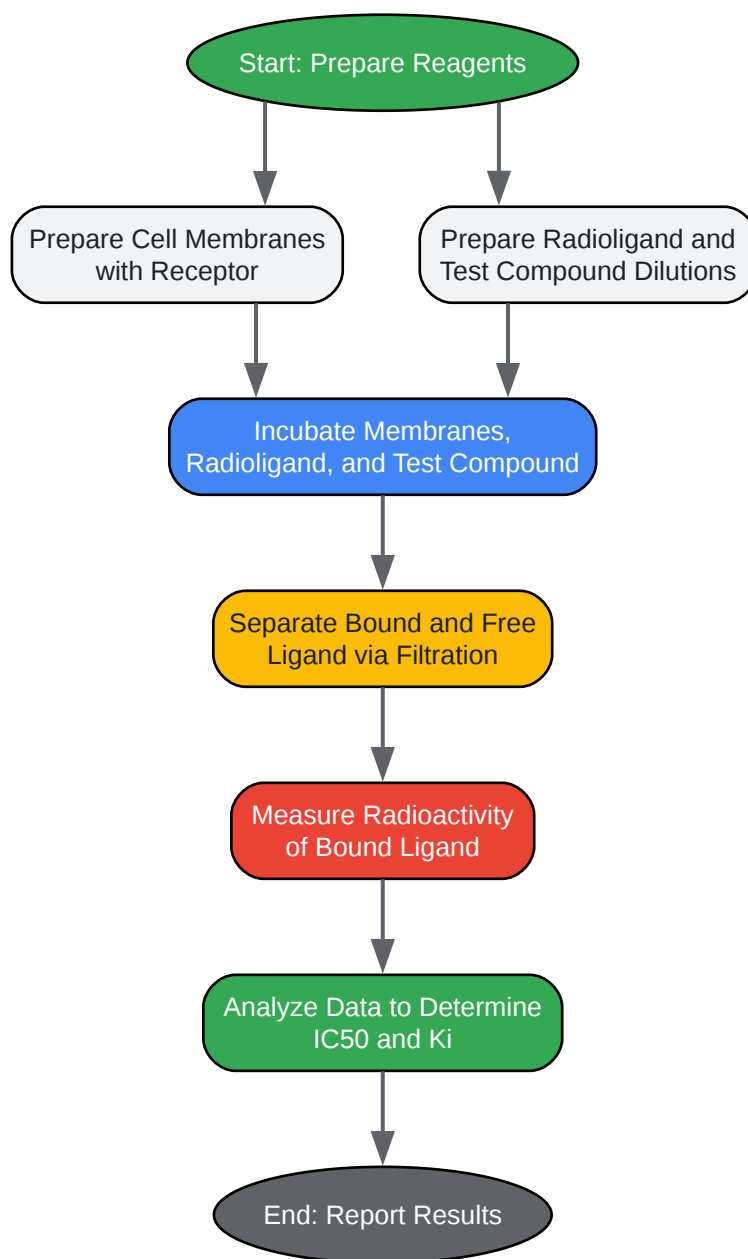 Start: Prepare Reagents
Prepare Cell Membranes
with Receptor
Prepare Radioligand and
Test Compound Dilutions
Incubate Membranes,
Radioligand, and Test Compound
Separate Bound and Free
Ligand via Filtration
Measure Radioactivity
of Bound Ligand
Analyze Data to Determine
IC50 and Ki
End: Report Results